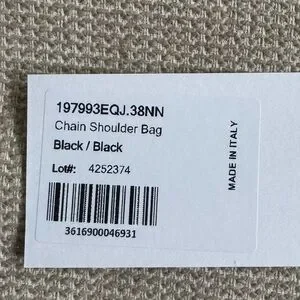 197993EQJ.38NN
Chain Shoulder Bag
Black / Black
Lot#: 4252374
3616900046931
MADE IN ITALY